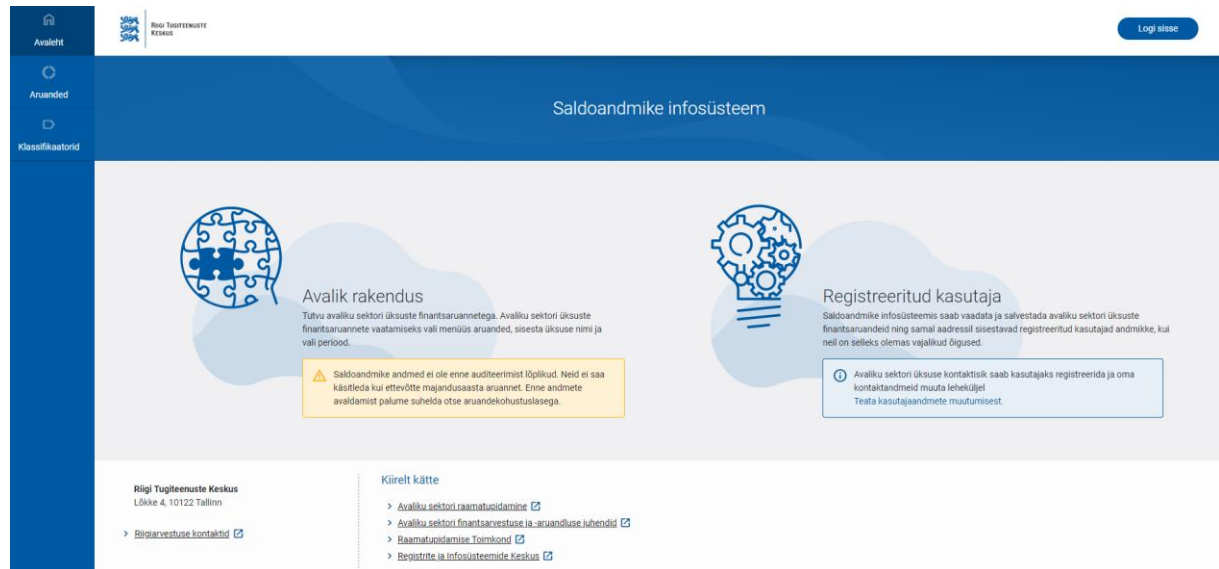 Avaleht
Aruanded
Klassifikaatorid
RIIGI TUGITEENUSTE
KESKUS
Logi sisse
Saldoandmike infosüsteem
Avalik rakendus
Tutvu avaliku sektori üksuste finantsaruannetega. Avaliku sektori üksuste
finantsaruannete vaatamiseks vali menüüs aruanded, sisesta üksuse nimi ja
vali periood.
Saldoandmike andmed ei ole enne auditeerimist lõplikud. Neid ei saa
käsitleda kui ettevõtte majandusaasta aruannet. Enne andmete
avaldamist palume suhelda otse aruandekohustuslasega.
Registreeritud kasutaja
Saldoandmike infosüsteemis saab vaadata ja salvestada avaliku sektori üksuste
finantsaruandeid ning samal aadressil sisestavad registreeritud kasutajad andmikke, kui
neil on selleks olemas vajalikud õigused.
Avaliku sektori üksuse kontaktisik saab kasutajaks registreerida ja oma
kontaktandmeid muuta leheküljel
Teata kasutajaandmete muutumisest.
Riigi Tugiteenuste Keskus
Lõkke 4, 10122 Tallinn
Riigiarvestuse kontaktid
Kiirelt kätte
Avaliku sektori raamatupidamine
Avaliku sektori finantsarvestuse ja -aruandluse juhendid
Raamatupidamise Toimkond
Registrite ja Infosüsteemide Keskus